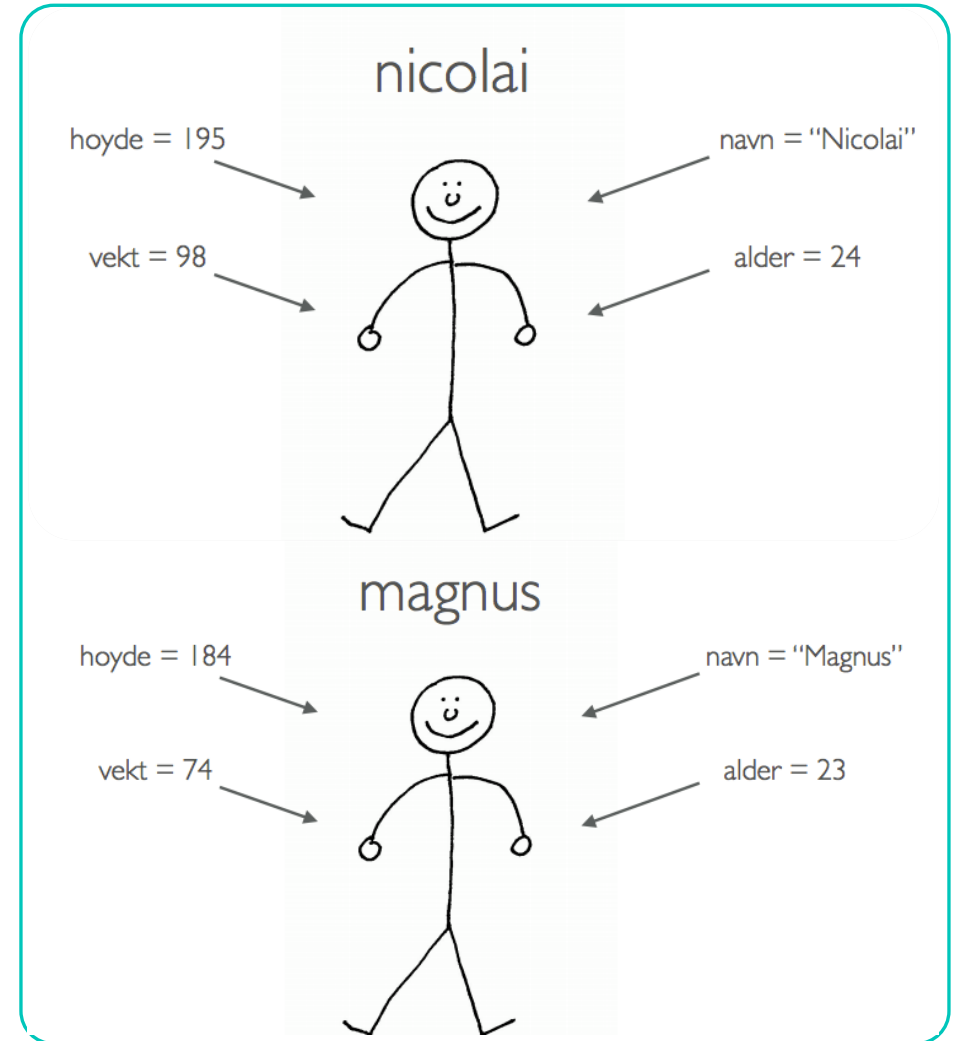 nicolai
hoyde = 195
navn = “Nicolai”
vekt = 98
alder = 24
magnus
hoyde = 184
navn = “Magnus”
vekt = 74
alder = 23